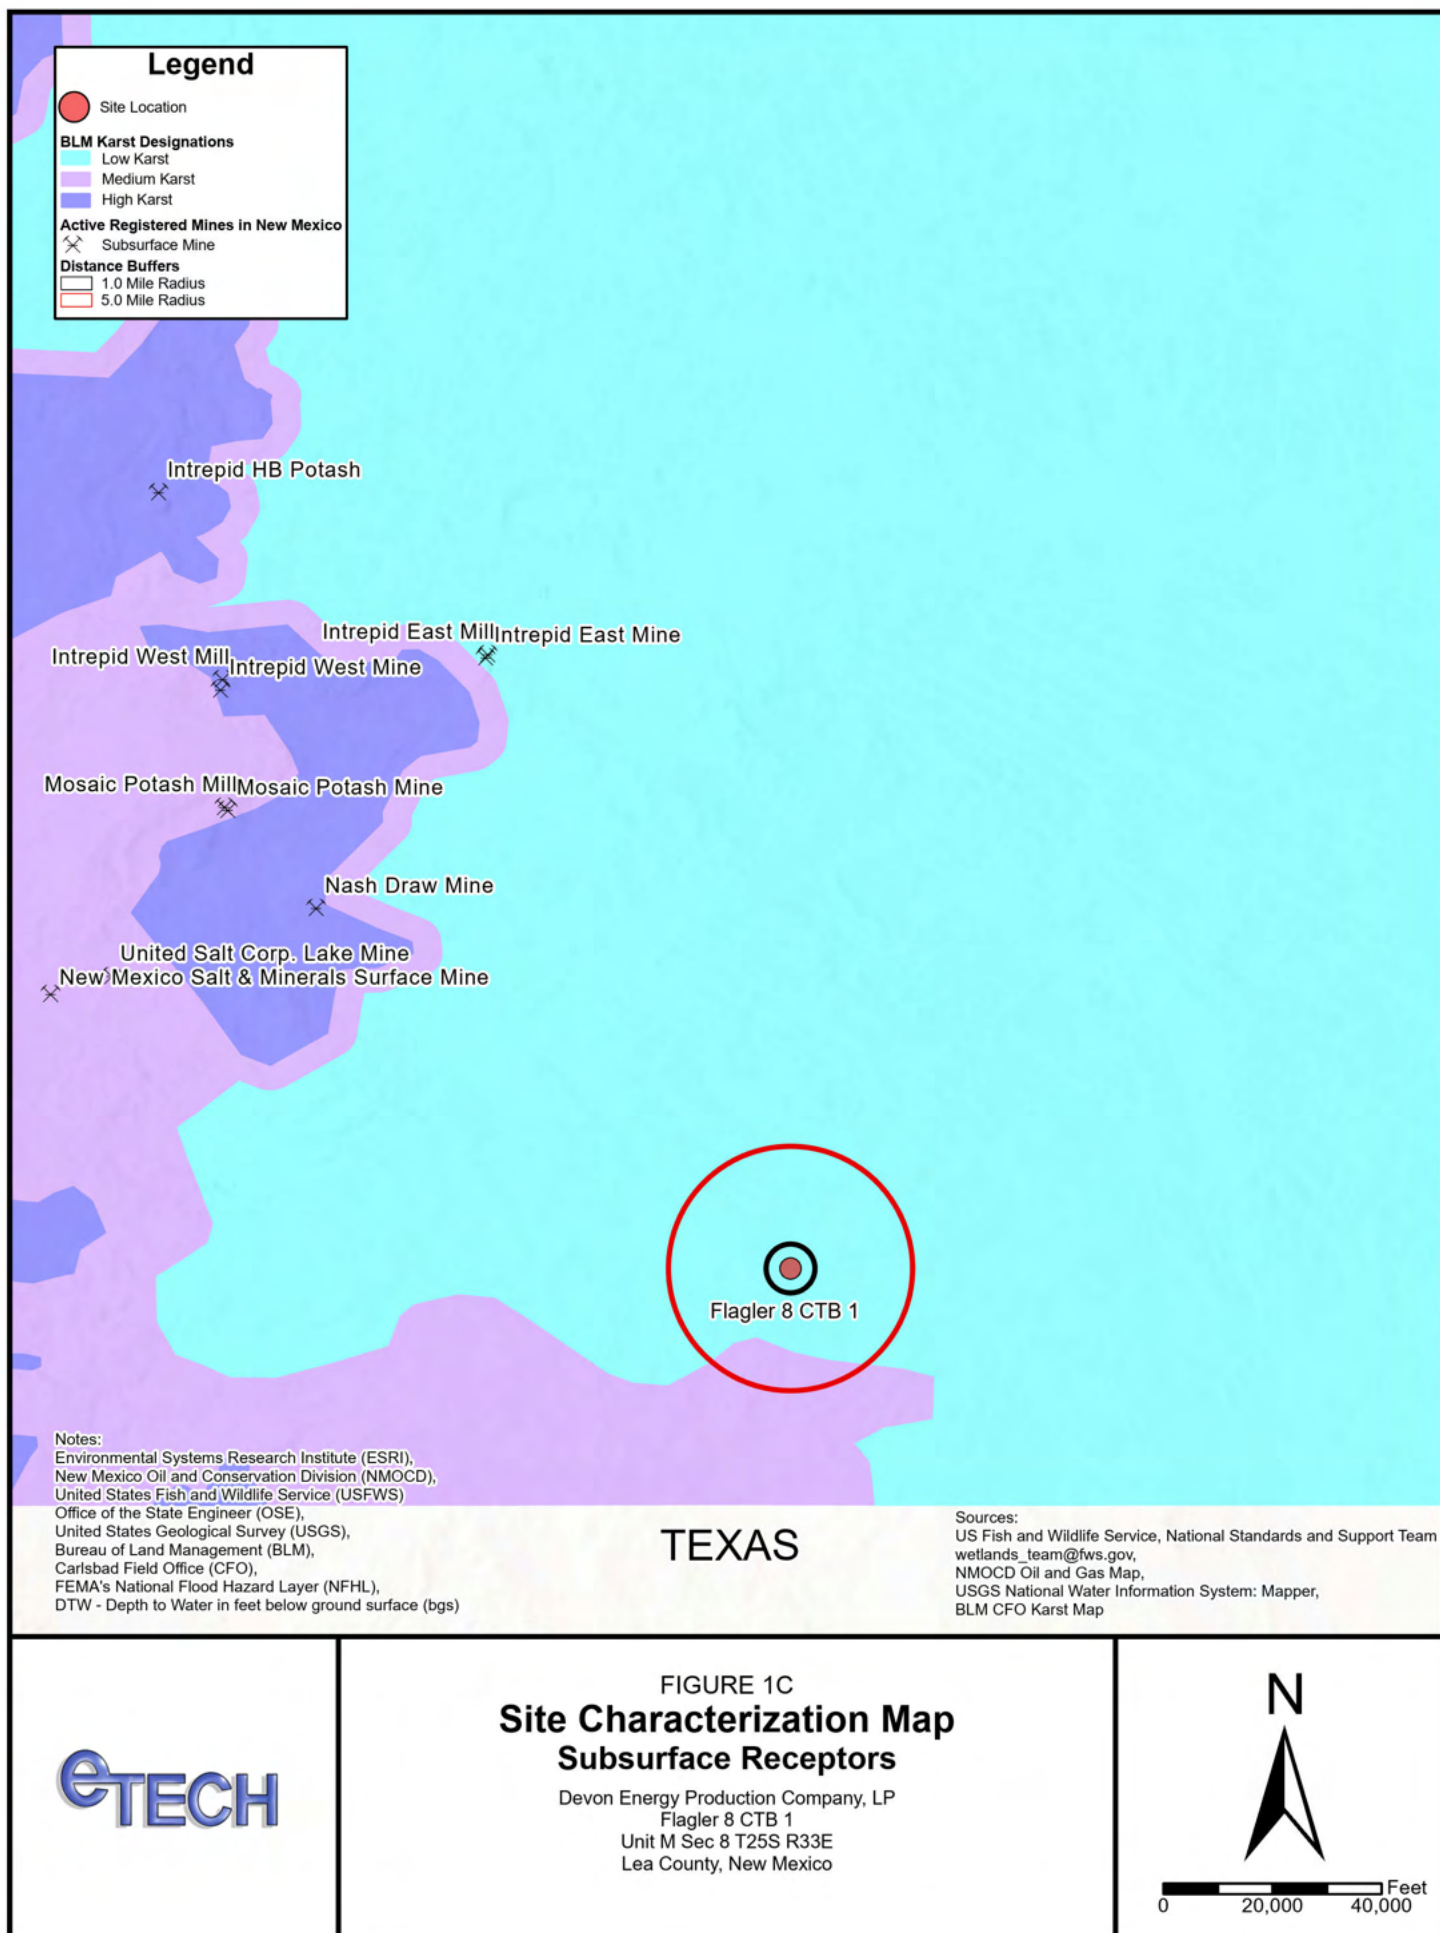 Legend
Site Location
BLM Karst Designations
Low Karst
Medium Karst
High Karst
Active Registered Mines in New Mexico
Subsurface Mine
Distance Buffers
1.0 Mile Radius
5.0 Mile Radius
Intrepid HB Potash
Intrepid East Mill
Intrepid East Mine
Intrepid West Mill
Intrepid West Mine
Mosaic Potash Mill
Mosaic Potash Mine
Nash Draw Mine
United Salt Corp. Lake Mine
New Mexico Salt & Minerals Surface Mine
Flagler 8 CTB 1
Notes:
Environmental Systems Research Institute (ESRI),
New Mexico Oil and Conservation Division (NMOCD),
United States Fish and Wildlife Service (USFWS)
Office of the State Engineer (OSE),
United States Geological Survey (USGS),
Bureau of Land Management (BLM),
Carlsbad Field Office (CFO),
FEMA's National Flood Hazard Layer (NFHL),
DTW - Depth to Water in feet below ground surface (bgs)
TEXAS
Sources:
US Fish and Wildlife Service, National Standards and Support Team
wetlands_team@fws.gov,
NMOCD Oil and Gas Map,
USGS National Water Information System: Mapper,
BLM CFO Karst Map
eTECH
FIGURE 1C
Site Characterization Map
Subsurface Receptors
Devon Energy Production Company, LP
Flagler 8 CTB 1
Unit M Sec 8 T25S R33E
Lea County, New Mexico
N
Feet
0 20,000 40,000